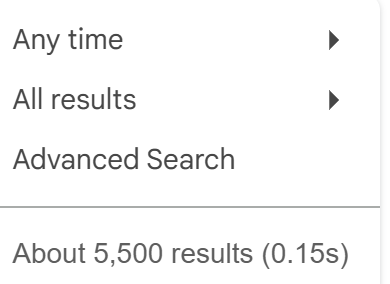 Any time
All results
Advanced Search
About 5,500 results (0.15s)